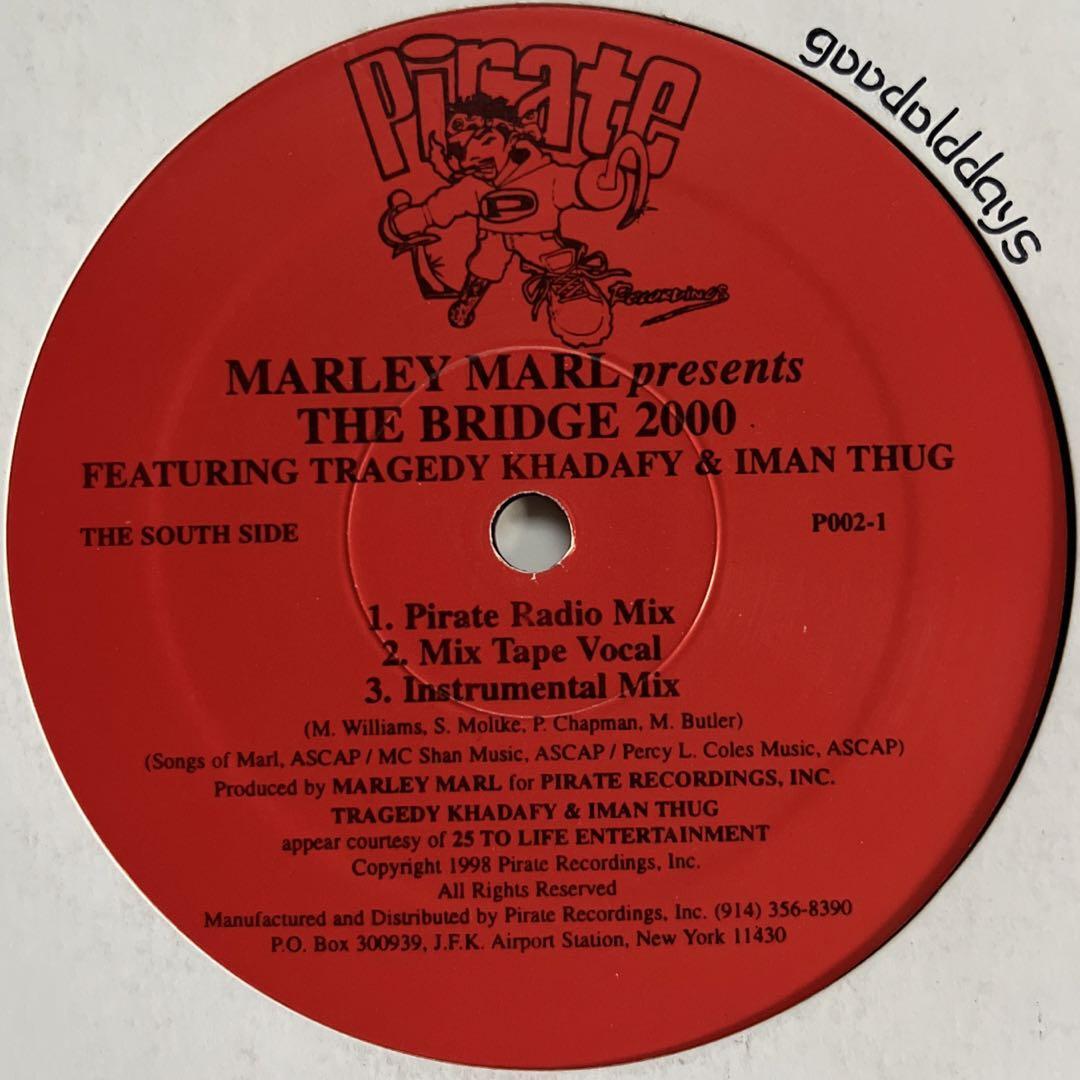 Pirate
goodolddays
P
RECORDINGS
MARLEY MARL presents
THE BRIDGE 2000
FEATURING TRAGEDY KHADAFY & IMAN THUG
THE SOUTH SIDE
P002-1
1. Pirate Radio Mix
2. Mix Tape Vocal
3. Instrumental Mix
(M. Williams, S. Moltke, P. Chapman, M. Butler)
(Songs of Marl, ASCAP / MC Shan Music, ASCAP / Percy L. Coles Music, ASCAP)
Produced by MARLEY MARL for PIRATE RECORDINGS, INC.
TRAGEDY KHADAFY & IMAN THUG
appear courtesy of 25 TO LIFE ENTERTAINMENT
Copyright 1998 Pirate Recordings, Inc.
All Rights Reserved
Manufactured and Distributed by Pirate Recordings, Inc. (914) 356-8390
P.O. Box 300939, J.F.K. Airport Station, New York 11430